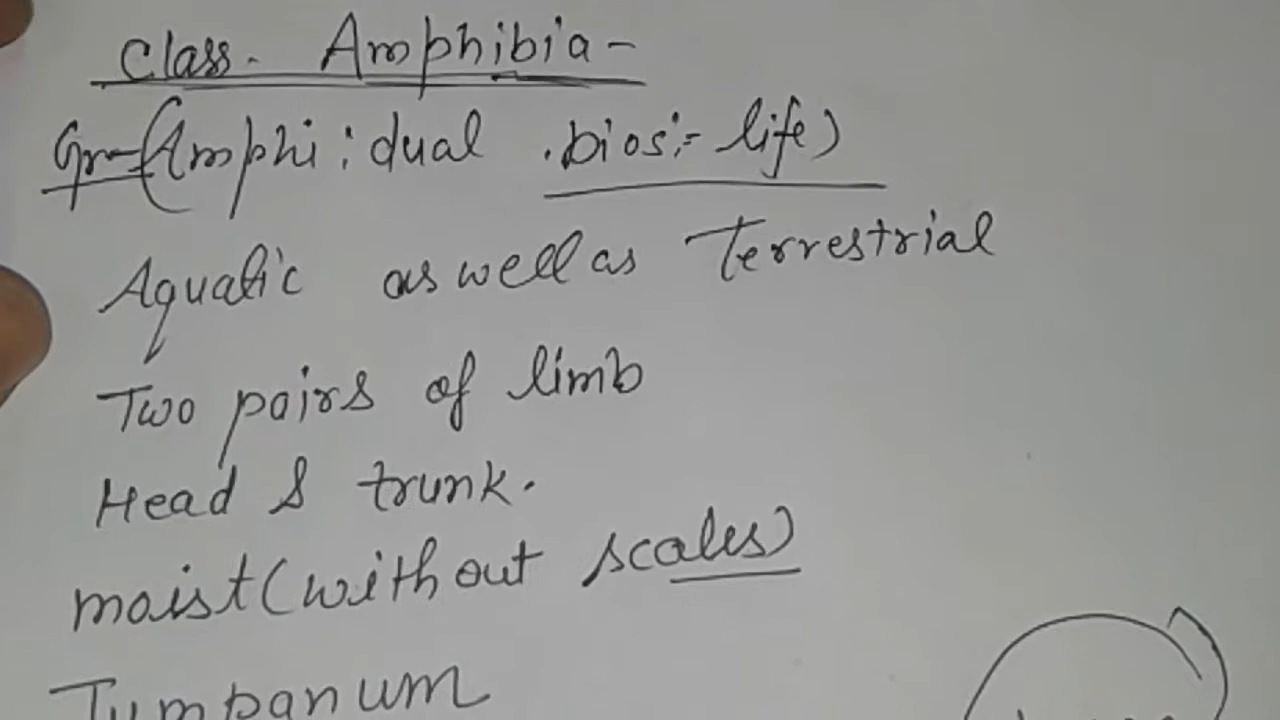 Class. Amphibia-
Gr-(Amphi: dual .bios:- life)
Aquatic as well as Terrestrial
Two pairs of limb
Head & trunk.
moist (without scales)
Tympanum